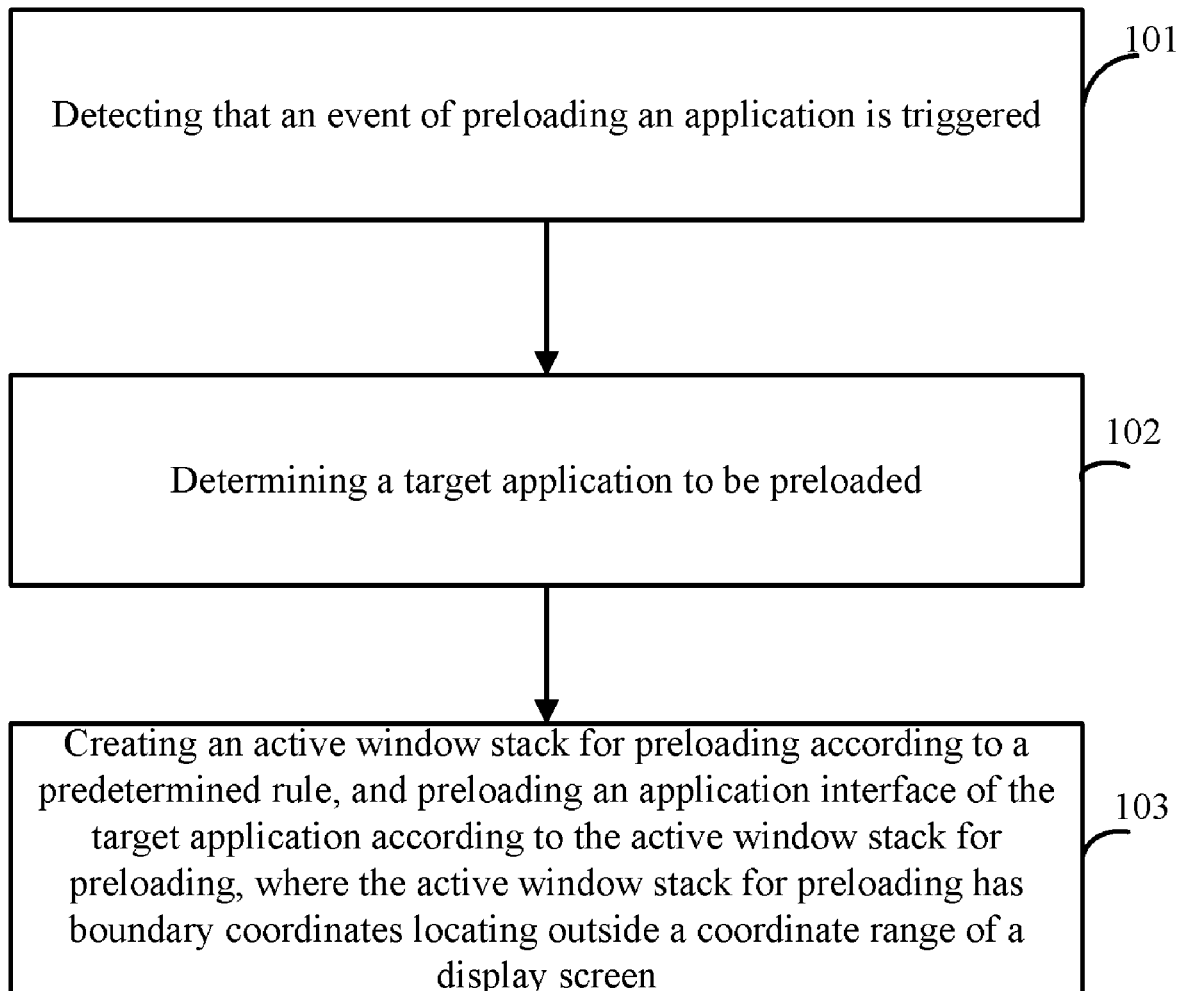 101
Detecting that an event of preloading an application is triggered
102
Determining a target application to be preloaded
Creating an active window stack for preloading according to a
predetermined rule, and preloading an application interface of the
target application according to the active window stack for
preloading, where the active window stack for preloading has
boundary coordinates locating outside a coordinate range of a
display screen
103